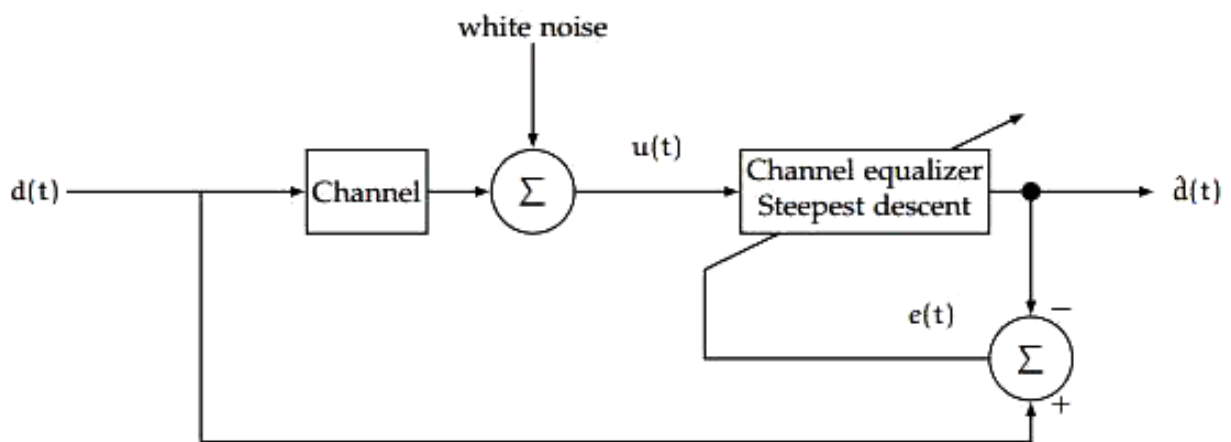 white noise
u(t)
d(t)
Channel
Σ
Channel equalizer
Steepest descent
d̂(t)
e(t)
−
Σ
+